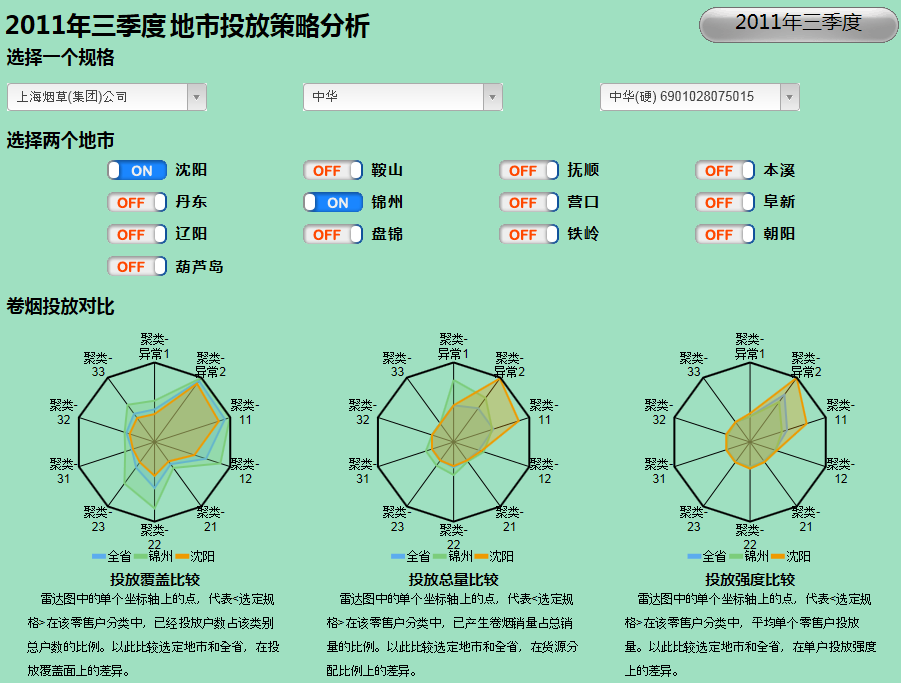 2011年三季度 地市投放策略分析
2011年三季度
选择一个规格
上海烟草(集团)公司
中华
中华(硬) 6901028075015
选择两个地市
ON 沈阳
OFF 鞍山
OFF 抚顺
OFF 本溪
OFF 丹东
ON 锦州
OFF 营口
OFF 阜新
OFF 辽阳
OFF 盘锦
OFF 铁岭
OFF 朝阳
OFF 葫芦岛
卷烟投放对比
聚类-
异常1
聚类-
异常2
聚类-
11
聚类-
12
聚类-
21
聚类-
22
聚类-
23
聚类-
31
聚类-
32
聚类-
33
全省 锦州 沈阳
投放覆盖比较
雷达图中的单个坐标轴上的点，代表<选定规
格>在该零售户分类中，已经投放户数占该类别
总户数的比例。以此比较选定地市和全省，在投
放覆盖面上的差异。
聚类-
异常1
聚类-
异常2
聚类-
11
聚类-
12
聚类-
21
聚类-
22
聚类-
23
聚类-
31
聚类-
32
聚类-
33
全省 锦州 沈阳
投放总量比较
雷达图中的单个坐标轴上的点，代表<选定规
格>在该零售户分类中，已产生卷烟销量占总销
量的比例。以此比较选定地市和全省，在货源分
配比例上的差异。
聚类-
异常1
聚类-
异常2
聚类-
11
聚类-
12
聚类-
21
聚类-
22
聚类-
23
聚类-
31
聚类-
32
聚类-
33
全省 锦州 沈阳
投放强度比较
雷达图中的单个坐标轴上的点，代表<选定规
格>在该零售户分类中，平均单个零售户投放
量。以此比较选定地市和全省，在单户投放强度
上的差异。